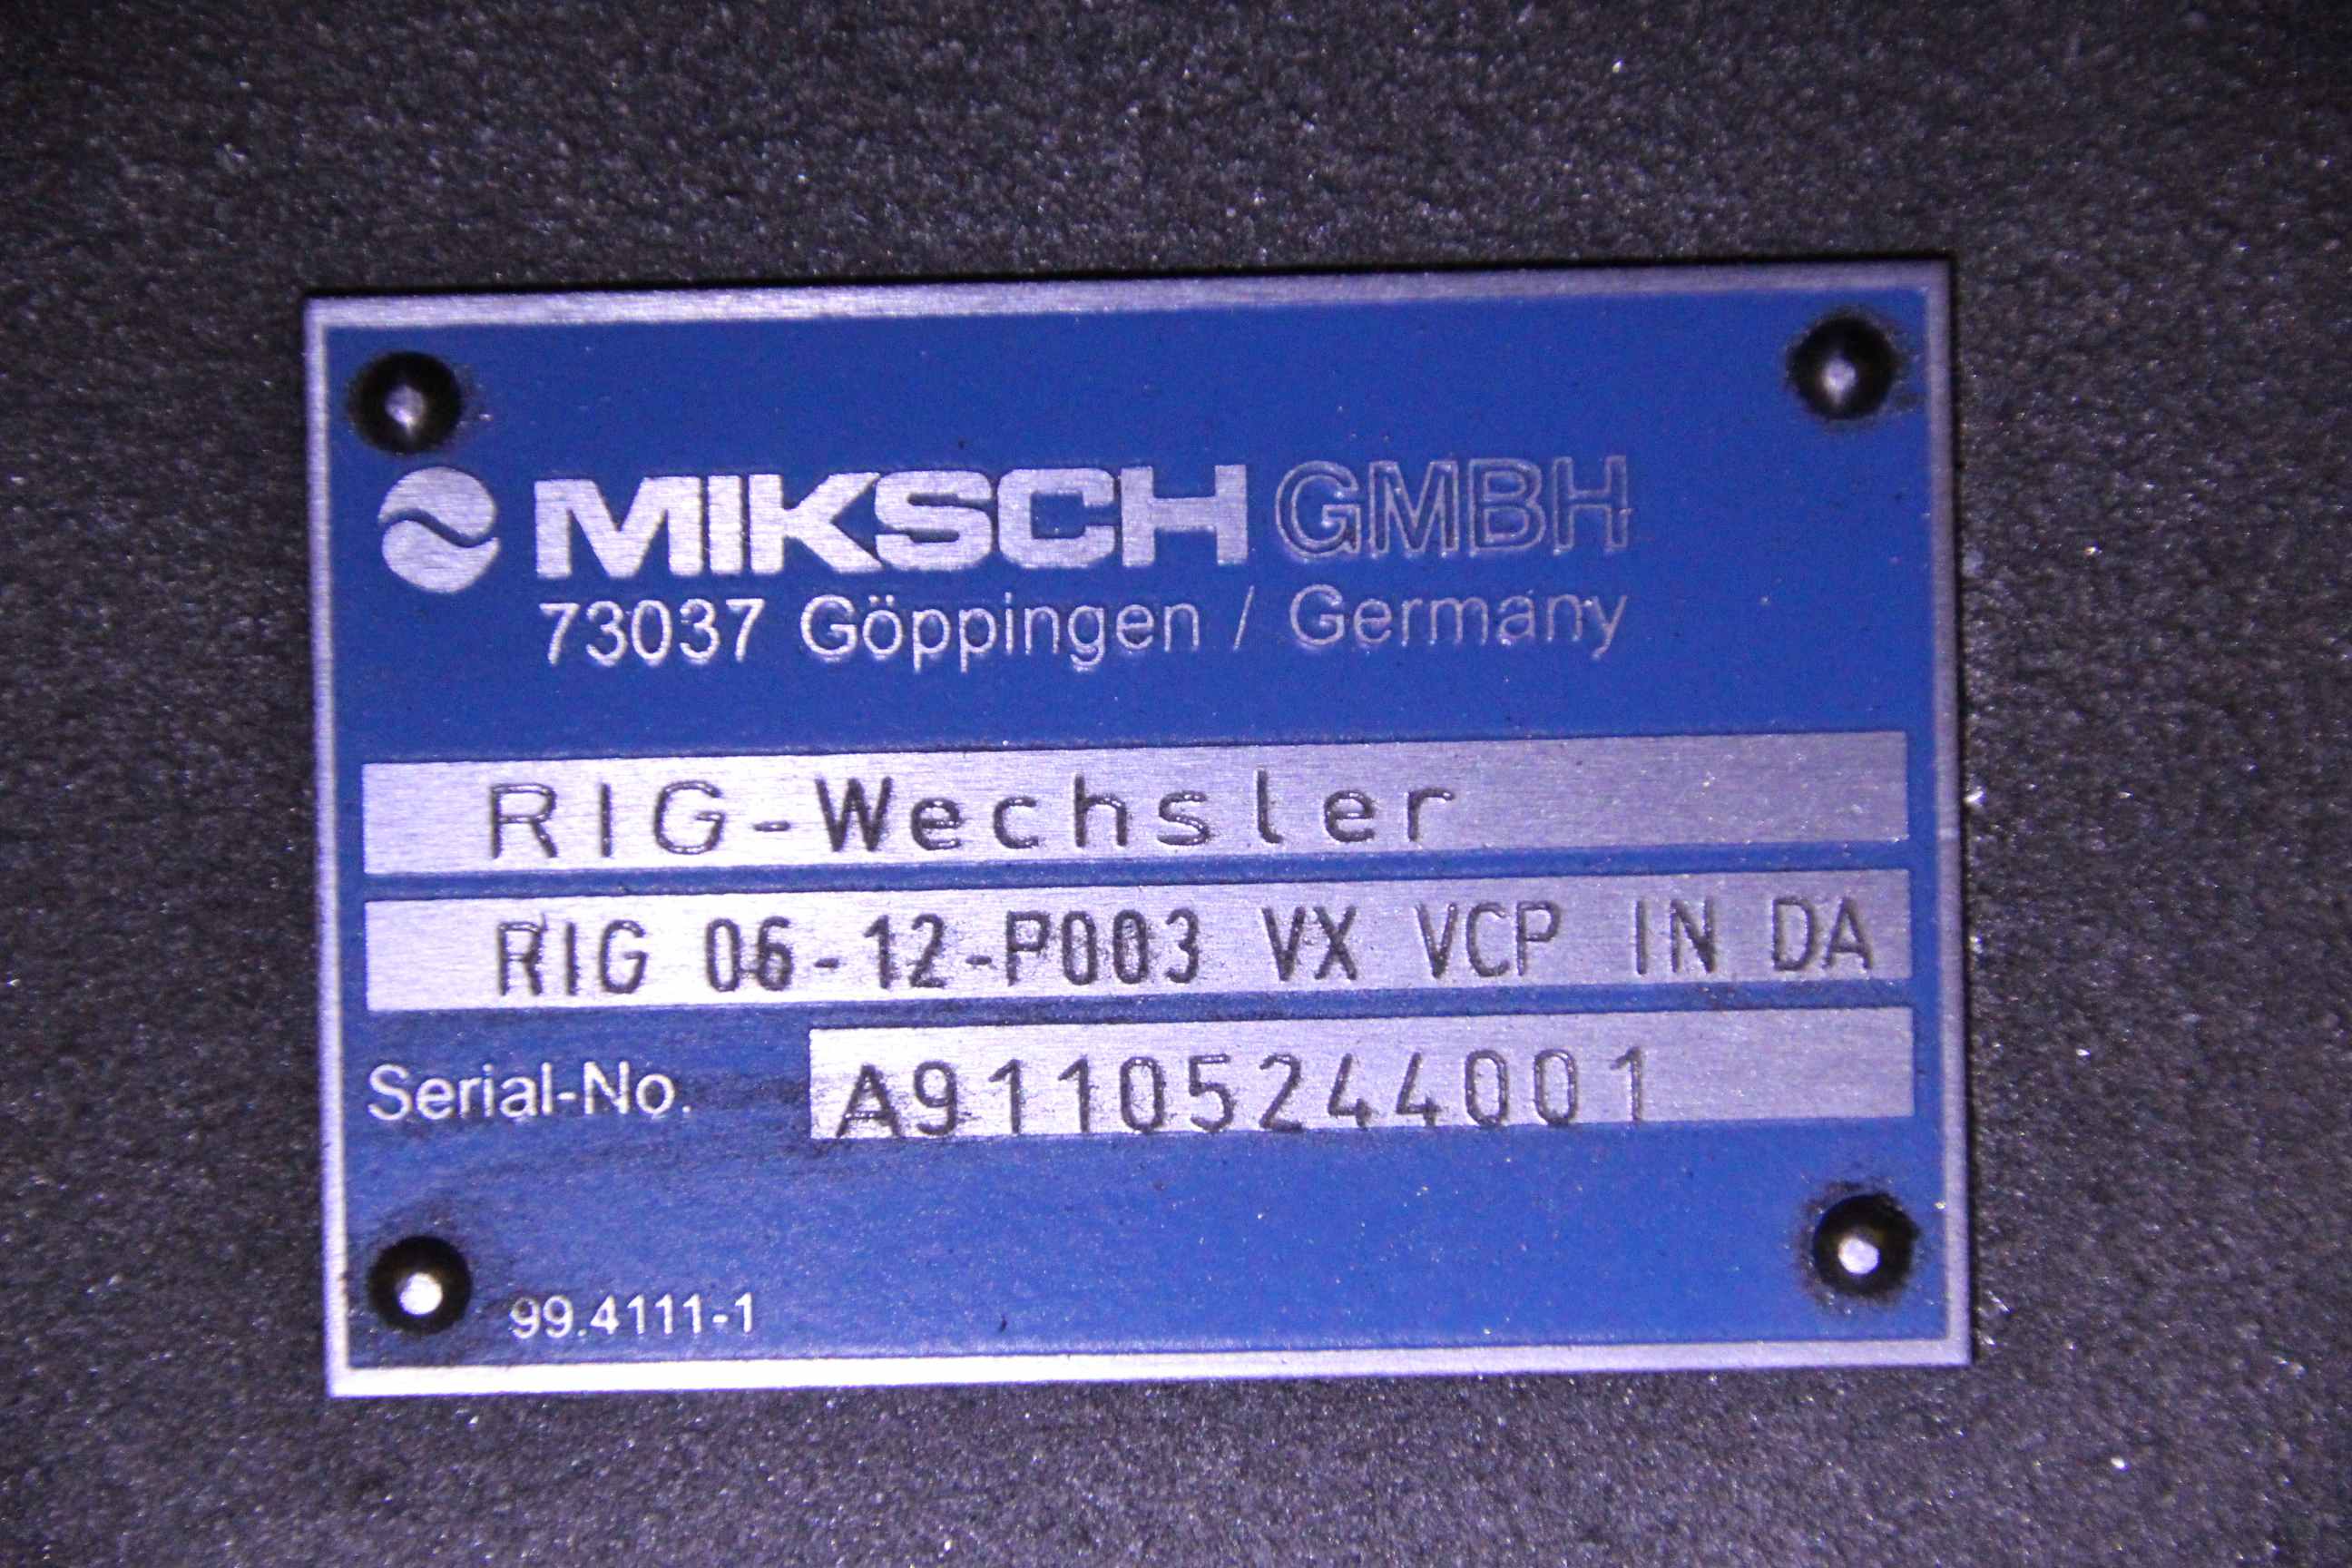 MIKSCH GMBH
73037 Göppingen / Germany
RIG-Wechsler
RIG 06-12-P003 VX VCP IN DA
Serial-No. A91105244001
99.4111-1